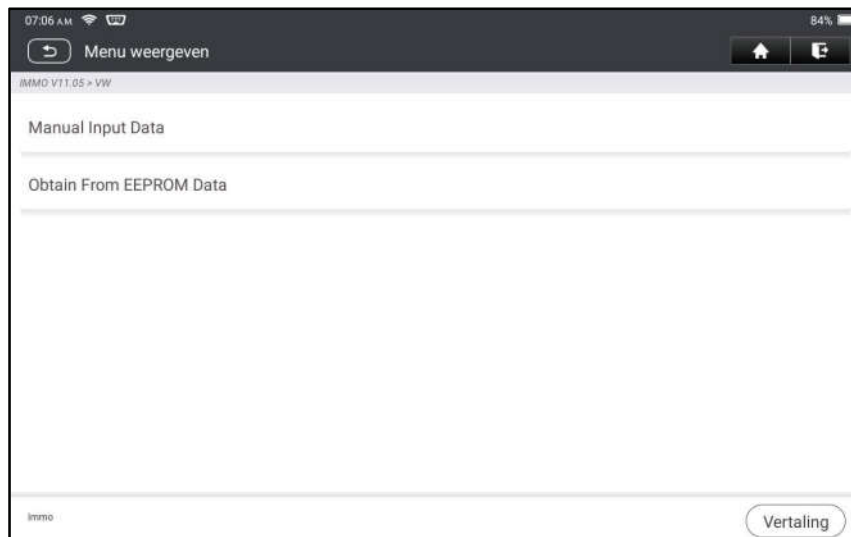 07:06 AM 84%
Menu weergeven
IMMO V11.05 > VW
Manual Input Data
Obtain From EEPROM Data
Immo
Vertaling